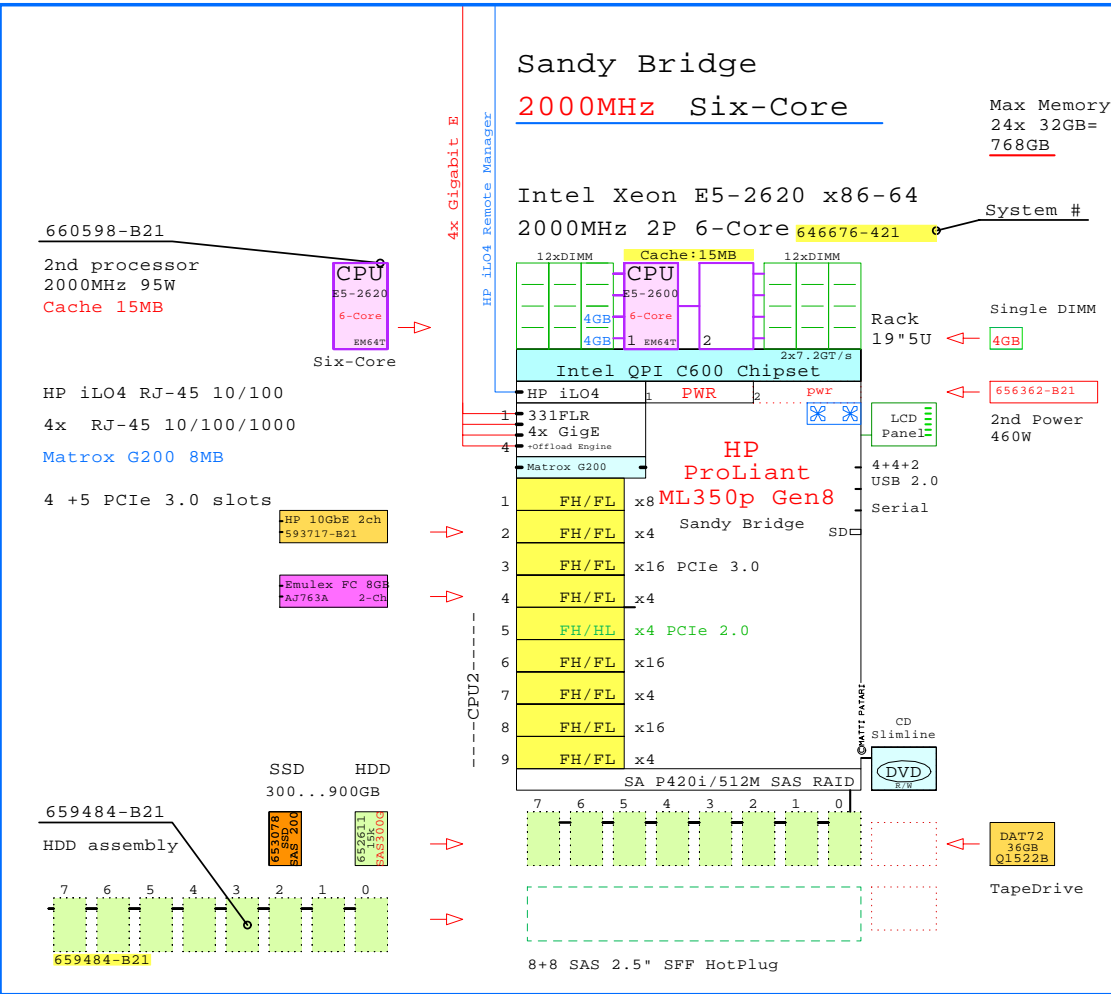 Sandy Bridge
2000MHz Six-Core
Max Memory
24x 32GB=
768GB
4x Gigabit E
HP iLO4 Remote Manager
Intel Xeon E5-2620 x86-64
2000MHz 2P 6-Core 646676-421
System #
660598-B21
2nd processor
2000MHz 95W
Cache 15MB
CPU
E5-2620
6-Core
EM64T
Six-Core
12xDIMM
Cache:15MB
12xDIMM
CPU
E5-2600
6-Core
1 EM64T
2
4GB
4GB
Rack
19"5U
Single DIMM
4GB
2x7.2GT/s
Intel QPI C600 Chipset
HP iLO4
1 PWR
2 pwr
656362-B21
2nd Power
460W
HP iLO4 RJ-45 10/100
4x RJ-45 10/100/1000
Matrox G200 8MB
4 +5 PCIe 3.0 slots
1 331FLR
4x GigE
4 +Offload Engine
Matrox G200
LCD
Panel
HP
ProLiant
ML350p Gen8
Sandy Bridge
4+4+2
USB 2.0
Serial
SD
HP 10GbE 2ch
593717-B21
Emulex FC 8GB
AJ763A 2-Ch
1 FH/FL x8
2 FH/FL x4
3 FH/FL x16 PCIe 3.0
4 FH/FL x4
5 FH/HL x4 PCIe 2.0
6 FH/FL x16
7 FH/FL x4
8 FH/FL x16
9 FH/FL x4
-----CPU2------
©MATTI PATARI
CD
Slimline
DVD
R/W
SA P420i/512M SAS RAID
SSD HDD
300...900GB
653078
SSD
SAS 200
652611
15k
SAS300G
659484-B21
HDD assembly
7 6 5 4 3 2 1 0
DAT72
36GB
Q1522B
TapeDrive
7 6 5 4 3 2 1 0
659484-B21
8+8 SAS 2.5" SFF HotPlug